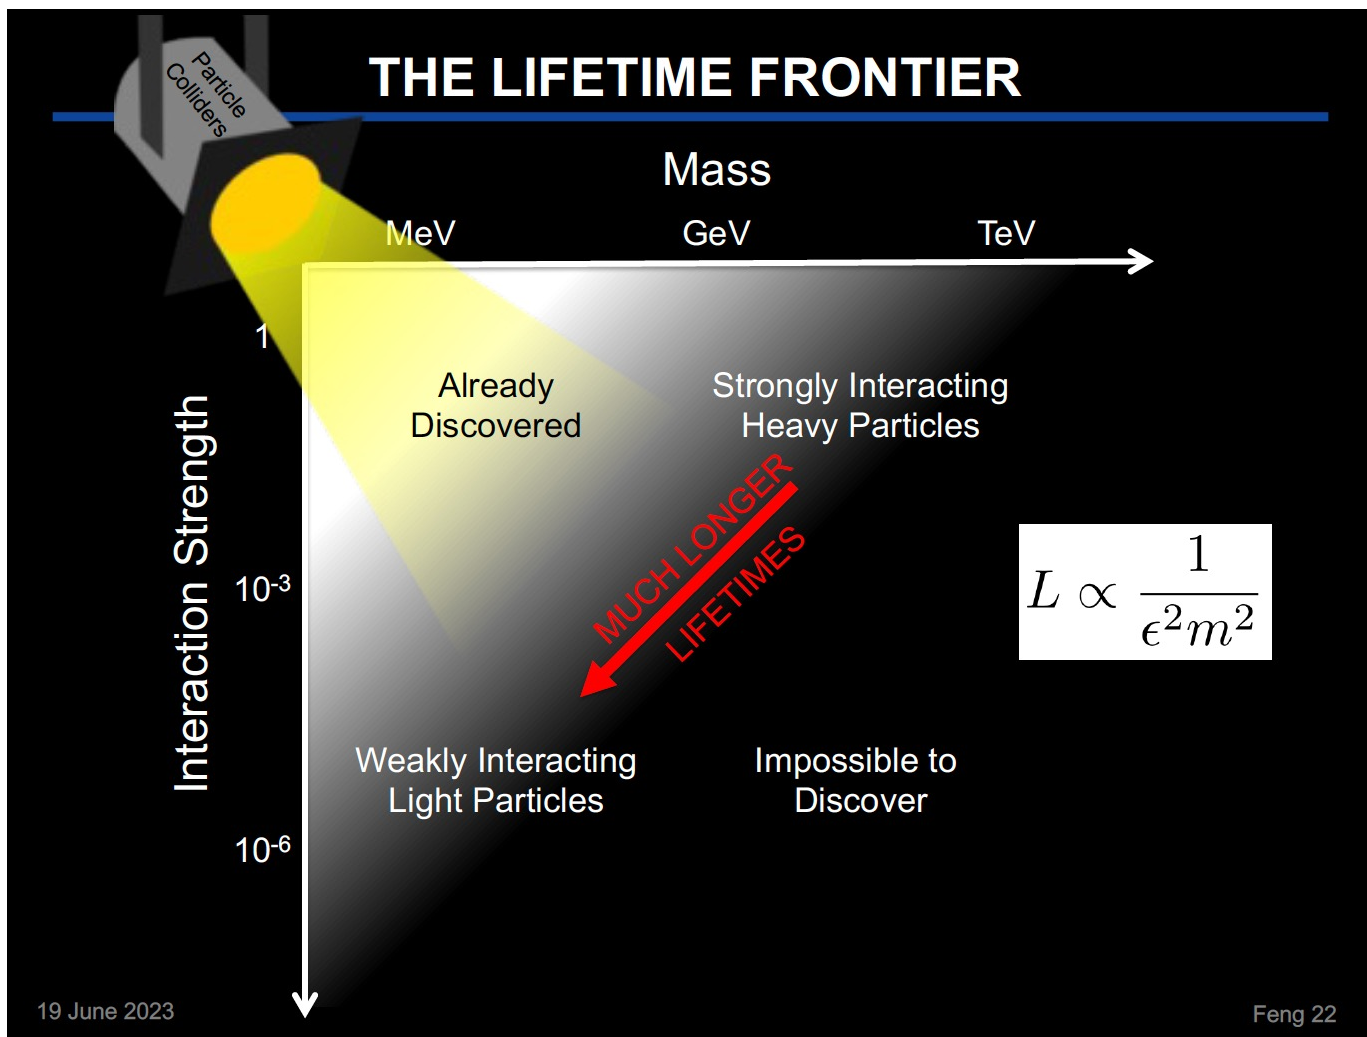 Particle
Colliders
THE LIFETIME FRONTIER
Mass
MeV GeV TeV
1
Already
Discovered
Strongly Interacting
Heavy Particles
Interaction Strength
MUCH LONGER
LIFETIMES
10⁻³
L ∝ 1/ϵ²m²
Weakly Interacting
Light Particles
Impossible to
Discover
10⁻⁶
19 June 2023
Feng 22